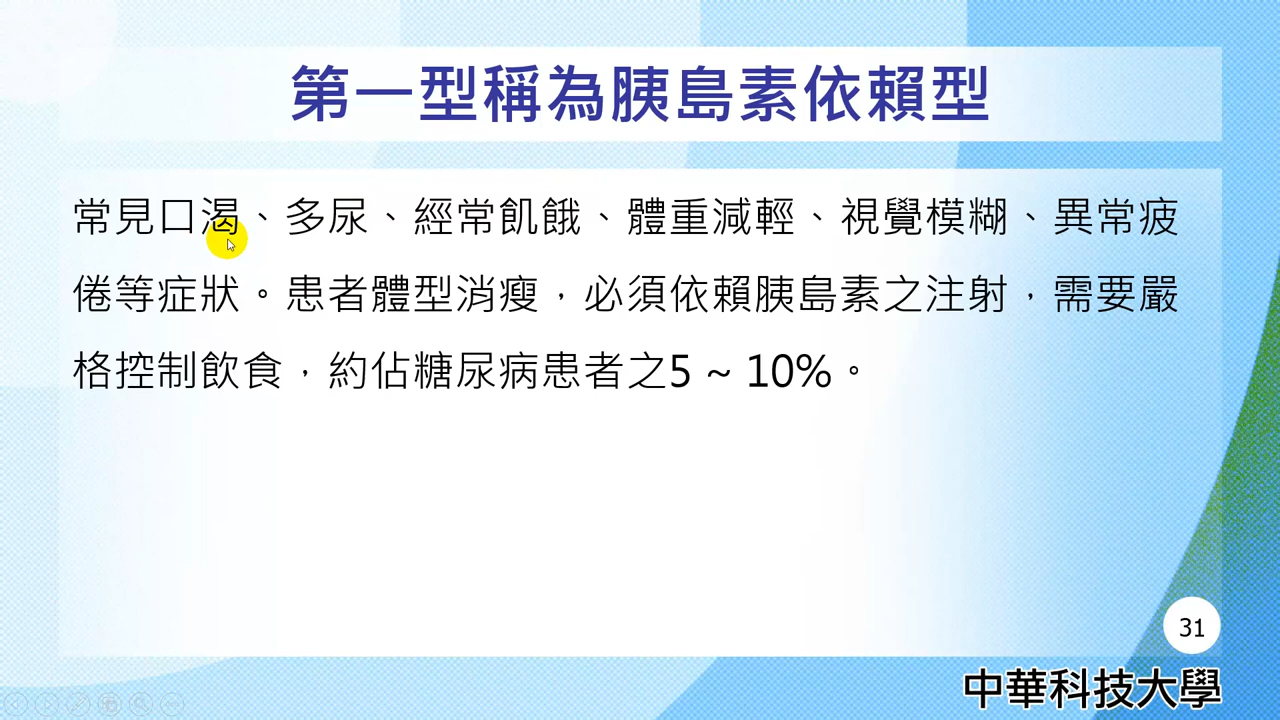 第一型稱為胰島素依賴型
常見口渴、多尿、經常飢餓、體重減輕、視覺模糊、異常疲
倦等症狀。患者體型消瘦，必須依賴胰島素之注射，需要嚴
格控制飲食，約佔糖尿病患者之5 ~ 10%。
31
中華科技大學